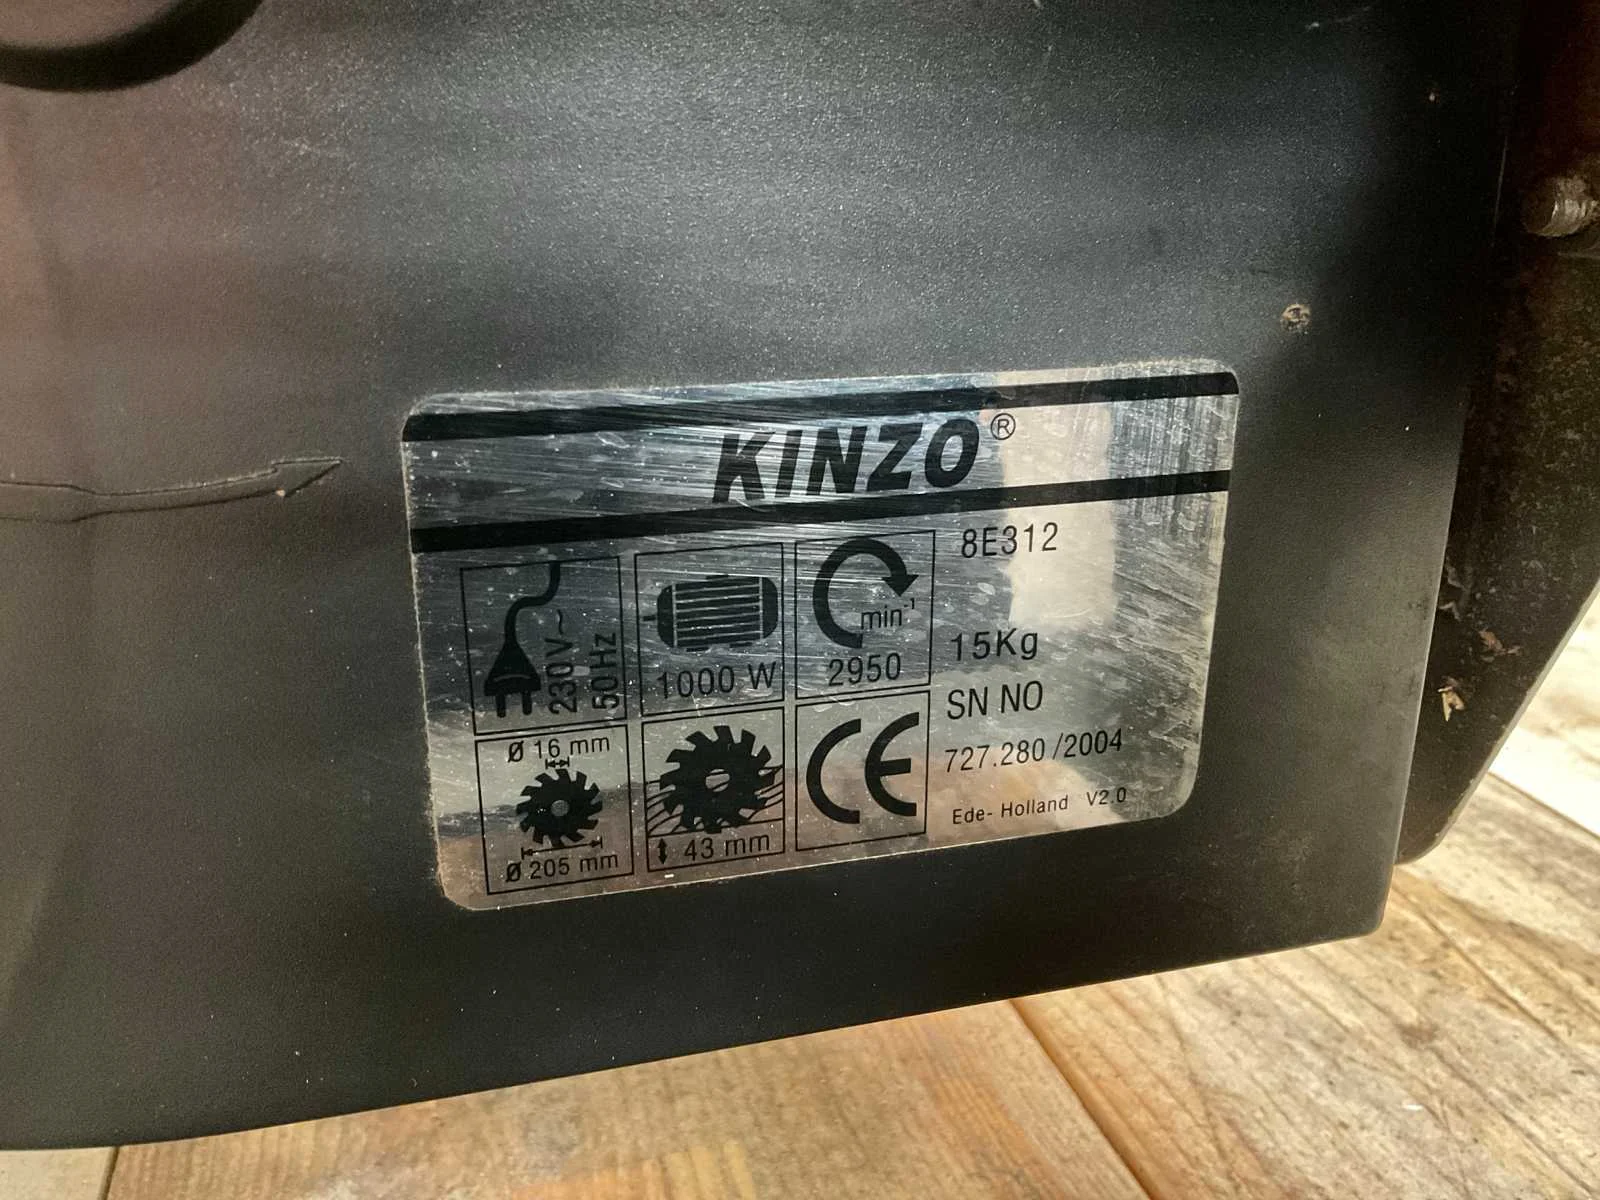 KINZO®
8E312
230V~
50Hz
1000 W
min⁻¹
2950
15Kg
SN NO
727.280/2004
Ede- Holland V2.0
Ø 16 mm
Ø 205 mm
43 mm
CE